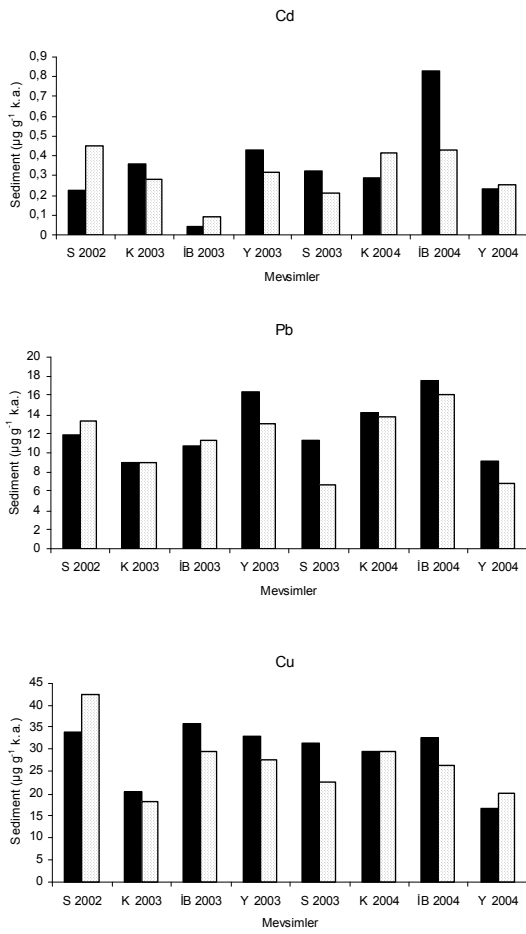 Cd
Sediment (µg g⁻¹ k.a.)
0,9
0,8
0,7
0,6
0,5
0,4
0,3
0,2
0,1
0
S 2002 K 2003 İB 2003 Y 2003 S 2003 K 2004 İB 2004 Y 2004
Mevsimler
Pb
Sediment (µg g⁻¹ k.a.)
20
18
16
14
12
10
8
6
4
2
0
S 2002 K 2003 İB 2003 Y 2003 S 2003 K 2004 İB 2004 Y 2004
Mevsimler
Cu
Sediment (µg g⁻¹ k.a.)
45
40
35
30
25
20
15
10
5
0
S 2002 K 2003 İB 2003 Y 2003 S 2003 K 2004 İB 2004 Y 2004
Mevsimler